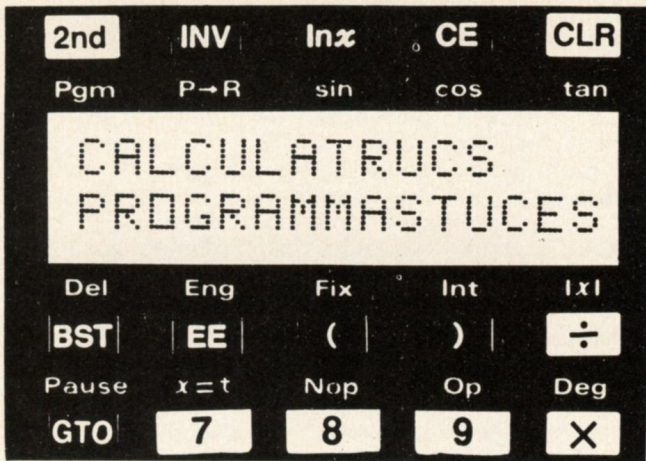 2nd INV lnx CE CLR
Pgm P→R sin cos tan
CALCULATRUCS
PROGRAMMASTUCES
Del Eng Fix Int |x|
BST EE ( ) ÷
Pause x=t Nop Op Deg
GTO 7 8 9 ×